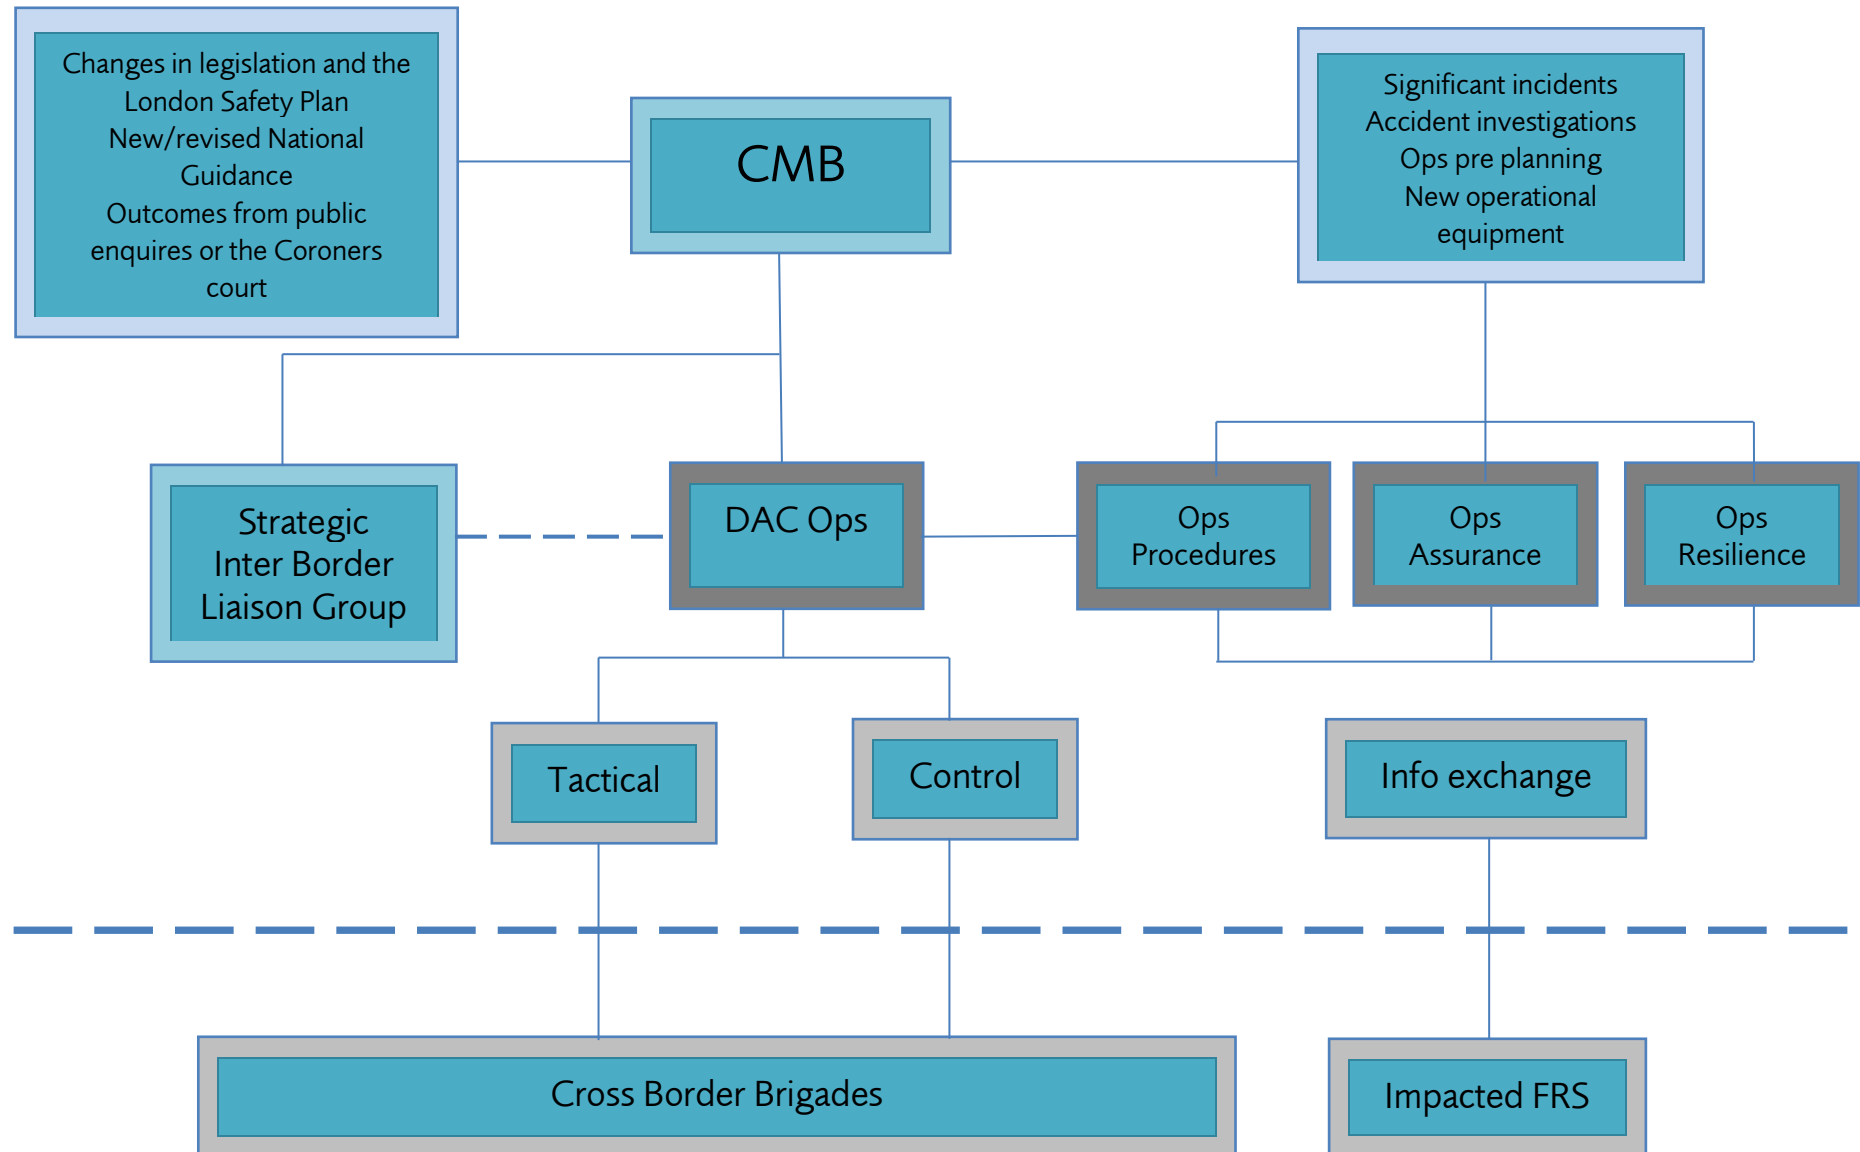 Changes in legislation and the
London Safety Plan
New/revised National
Guidance
Outcomes from public
enquires or the Coroners
court
CMB
Significant incidents
Accident investigations
Ops pre planning
New operational
equipment
Strategic
Inter Border
Liaison Group
DAC Ops
Ops
Procedures
Ops
Assurance
Ops
Resilience
Tactical
Control
Info exchange
Cross Border Brigades
Impacted FRS